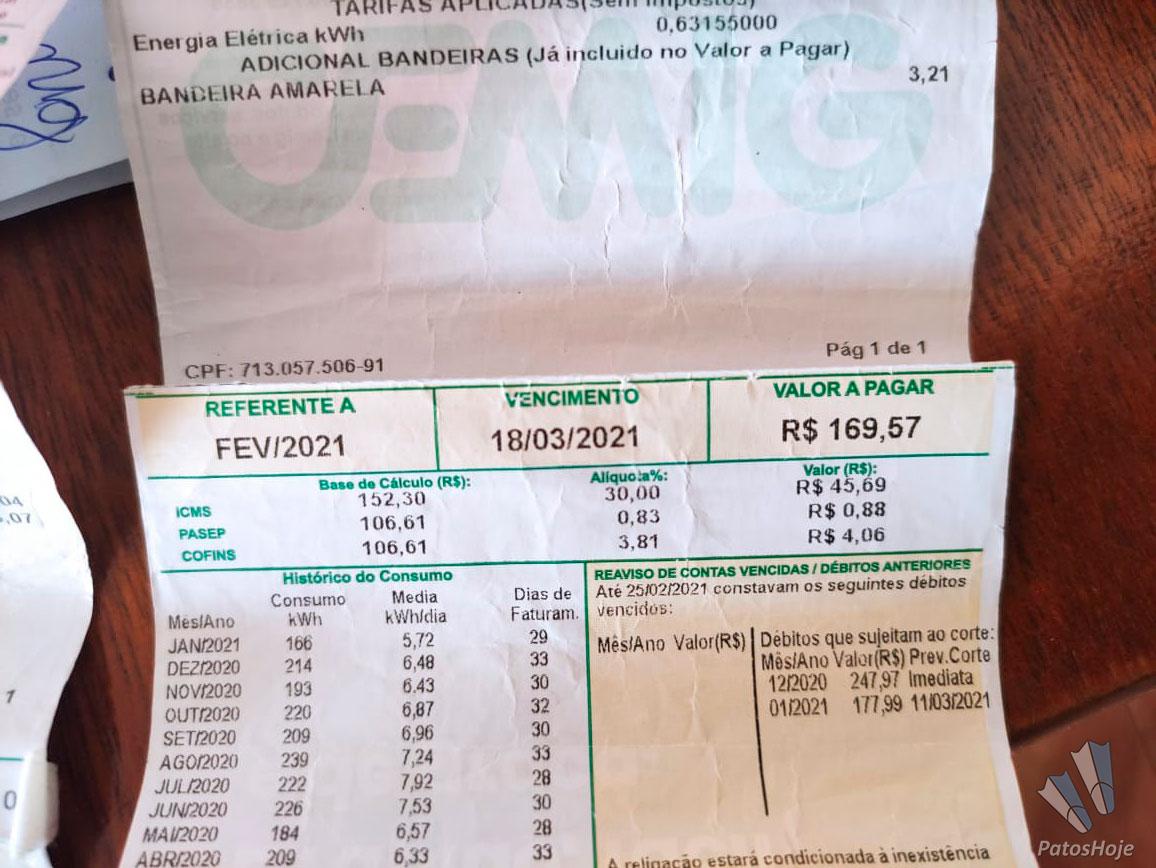 TARIFAS APLICADAS(Sem impostos)
Energia Elétrica kWh 0,63155000
ADICIONAL BANDEIRAS (Já incluido no Valor a Pagar)
BANDEIRA AMARELA 3,21
CEMIG
CPF: 713.057.506-91 Pág 1 de 1
REFERENTE A VENCIMENTO VALOR A PAGAR
FEV/2021 18/03/2021 R$ 169,57
Base de Cálculo (R$): Alíquota%: Valor (R$):
ICMS 152,30 30,00 R$ 45,69
PASEP 106,61 0,83 R$ 0,88
COFINS 106,61 3,81 R$ 4,06
Histórico do Consumo
Mês/Ano Consumo kWh Media kWh/dia Dias de Faturam.
JAN/2021 166 5,72 29
DEZ/2020 214 6,48 33
NOV/2020 193 6.43 30
OUT/2020 220 6,87 32
SET/2020 209 6,96 30
AGO/2020 239 7,24 33
JUL/2020 222 7,92 28
JUN/2020 226 7,53 30
MAI/2020 184 6,57 28
ABR/2020 209 6,33 33
REAVISO DE CONTAS VENCIDAS / DÉBITOS ANTERIORES
Até 25/02/2021 constavam os seguintes débitos
vencidos:
Mês/Ano Valor(R$)
Débitos que sujeitam ao corte:
Mês/Ano Valor(R$) Prev.Corte
12/2020 247,97 Imediata
01/2021 177,99 11/03/2021
A religação estará condicionada à inexistência
PatosHoje